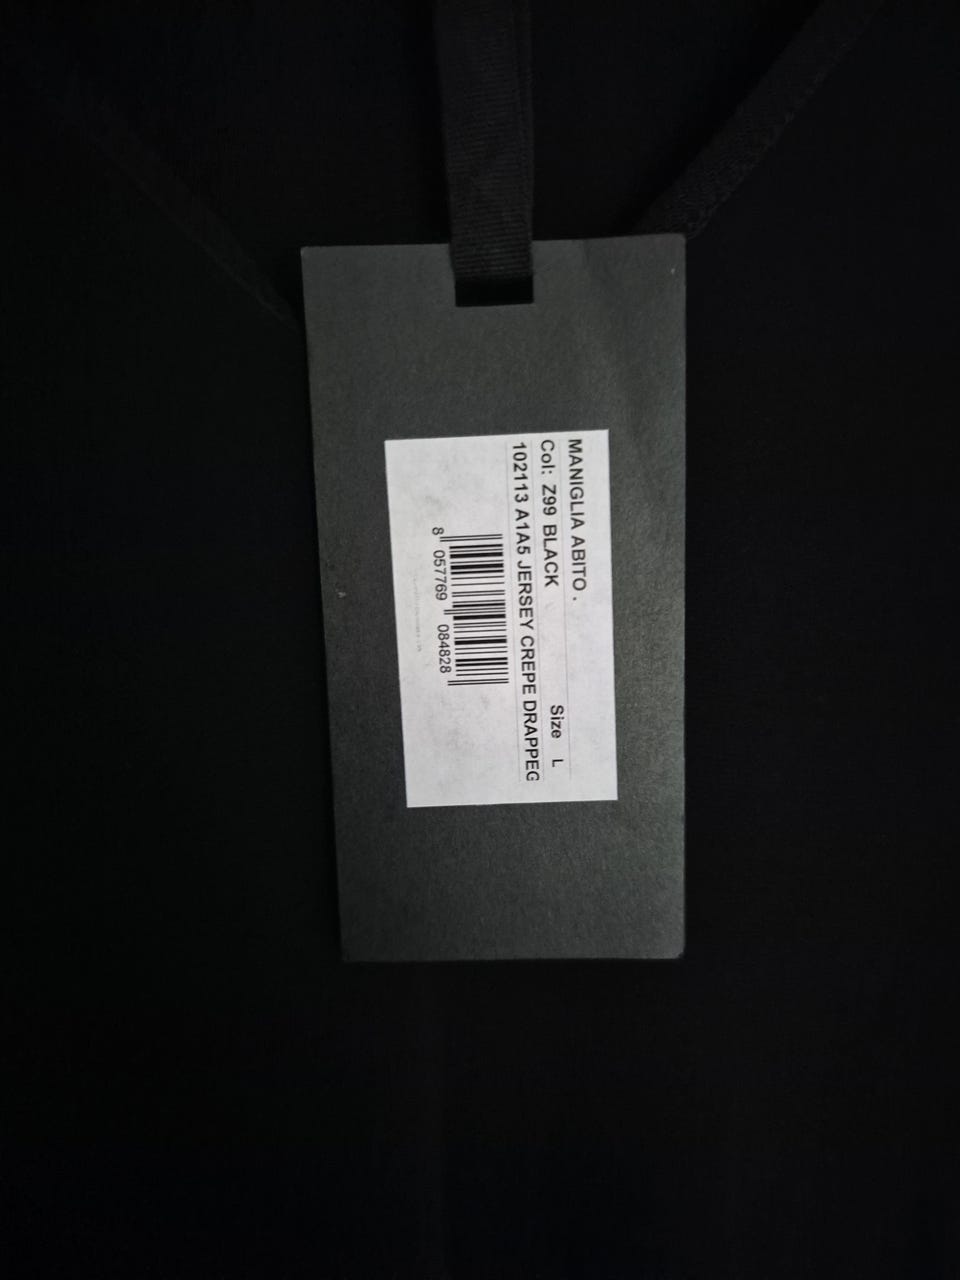 MANIGLIA ABITO .
Col: Z99 BLACK Size L
102113 A1A5 JERSEY CREPE DRAPPEG
8 057769 084828